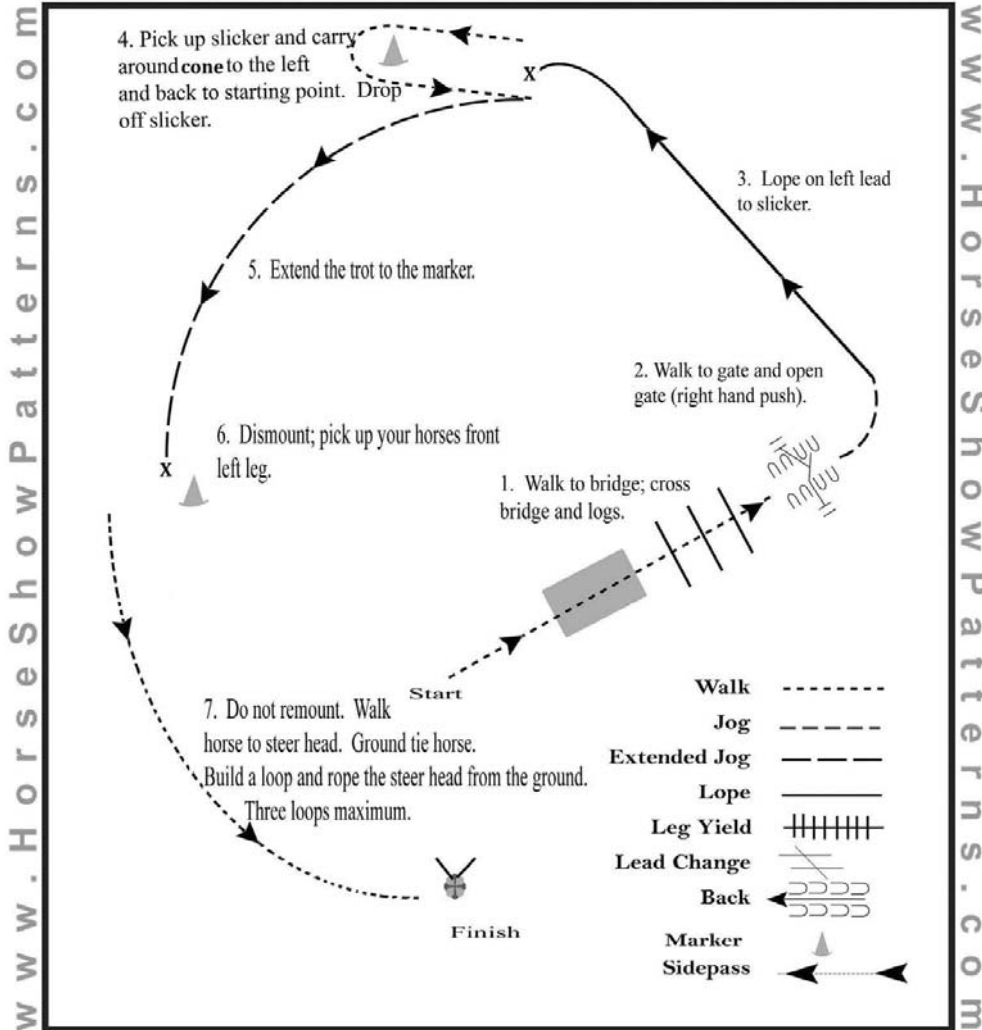 www.HorseShowPatterns.com
4. Pick up slicker and carry
around cone to the left
and back to starting point. Drop
off slicker.
x
3. Lope on left lead
to slicker.
5. Extend the trot to the marker.
2. Walk to gate and open
gate (right hand push).
6. Dismount; pick up your horses front
left leg.
x
1. Walk to bridge; cross
bridge and logs.
Start
7. Do not remount. Walk
horse to steer head. Ground tie horse.
Build a loop and rope the steer head from the ground.
Three loops maximum.
Finish
Walk
Jog
Extended Jog
Lope
Leg Yield
Lead Change
Back
Marker
Sidepass
www.HorseShowPatterns.com